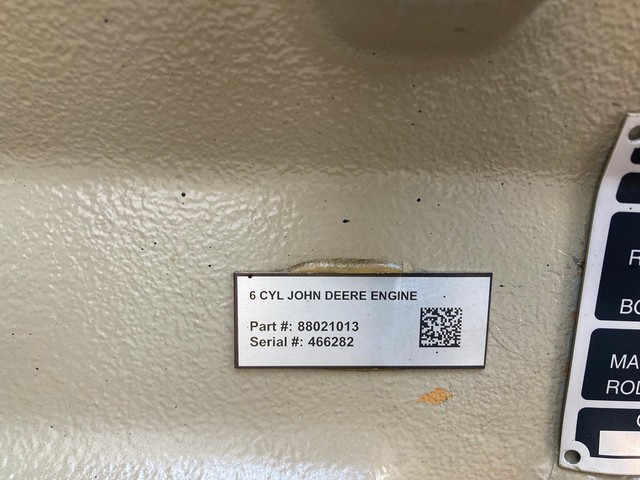 6 CYL JOHN DEERE ENGINE
Part #: 88021013
Serial #: 466282